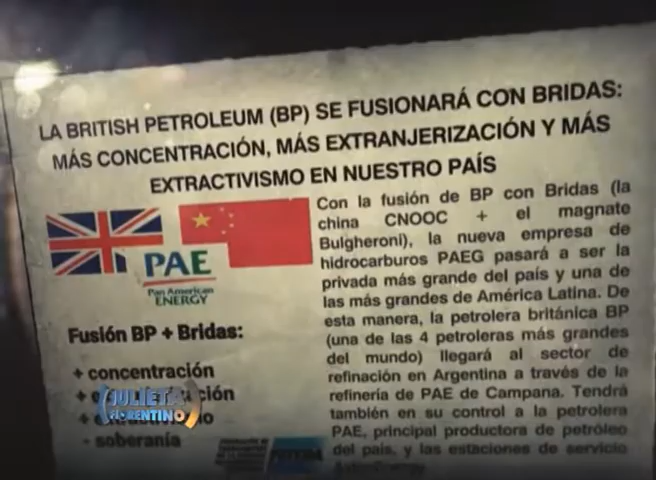 LA BRITISH PETROLEUM (BP) SE FUSIONARÁ CON BRIDAS:
MÁS CONCENTRACIÓN, MÁS EXTRANJERIZACIÓN Y MÁS
EXTRACTIVISMO EN NUESTRO PAÍS
PAE
Pan American
ENERGY
Fusión BP + Bridas:
+ concentración
+
+
- soberanía
Con la fusión de BP con Bridas (la
china CNOOC + el magnate
Bulgheroni), la nueva empresa de
hidrocarburos PAEG pasará a ser la
privada más grande del país y una de
las más grandes de América Latina. De
esta manera, la petrolera británica BP
(una de las 4 petroleras más grandes
del mundo) llegará al sector de
refinación en Argentina a través de la
refinería de PAE de Campana. Tendrá
también en su control a la petrolera
PAE, principal productora de petróleo
del país, y las estaciones de servicio
JULIETA
FLORENTINO